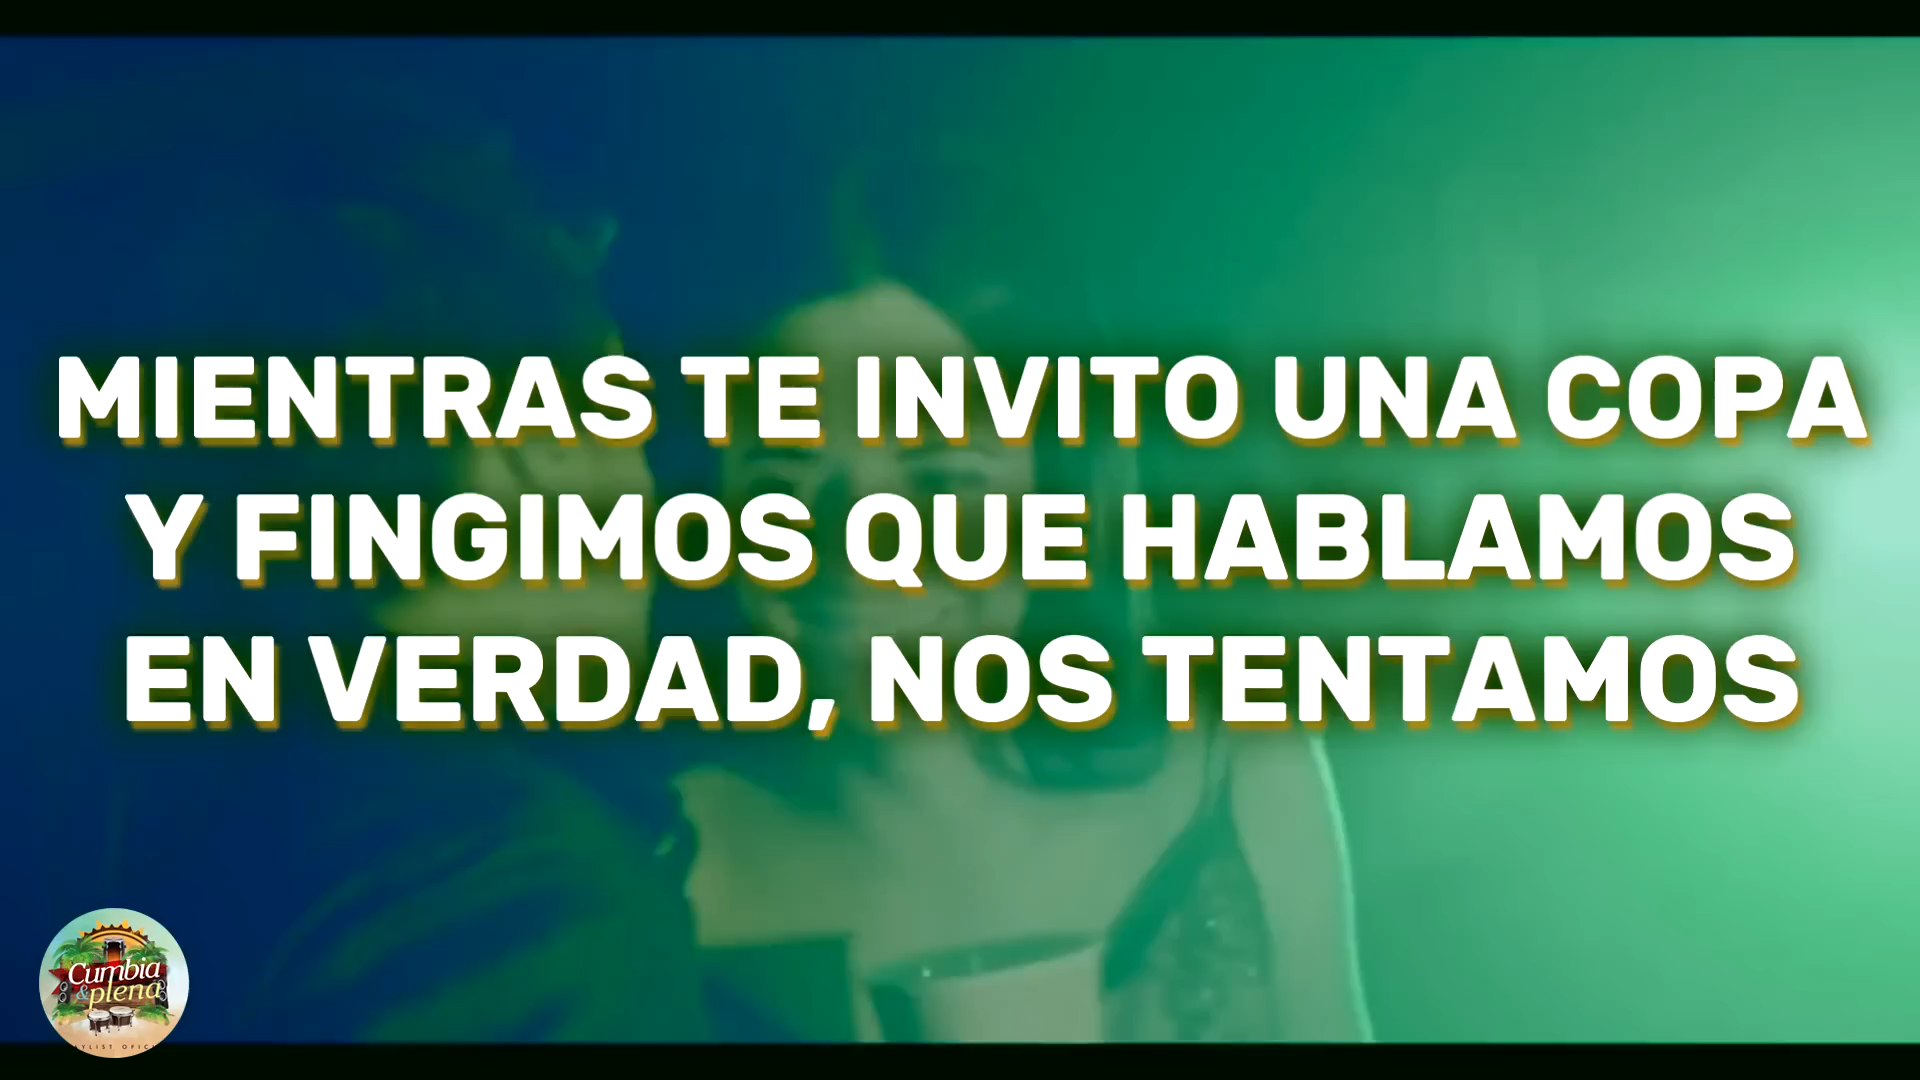 MIENTRAS TE INVITO UNA COPA
Y FINGIMOS QUE HABLAMOS
EN VERDAD, NOS TENTAMOS
Cumbia
&plena